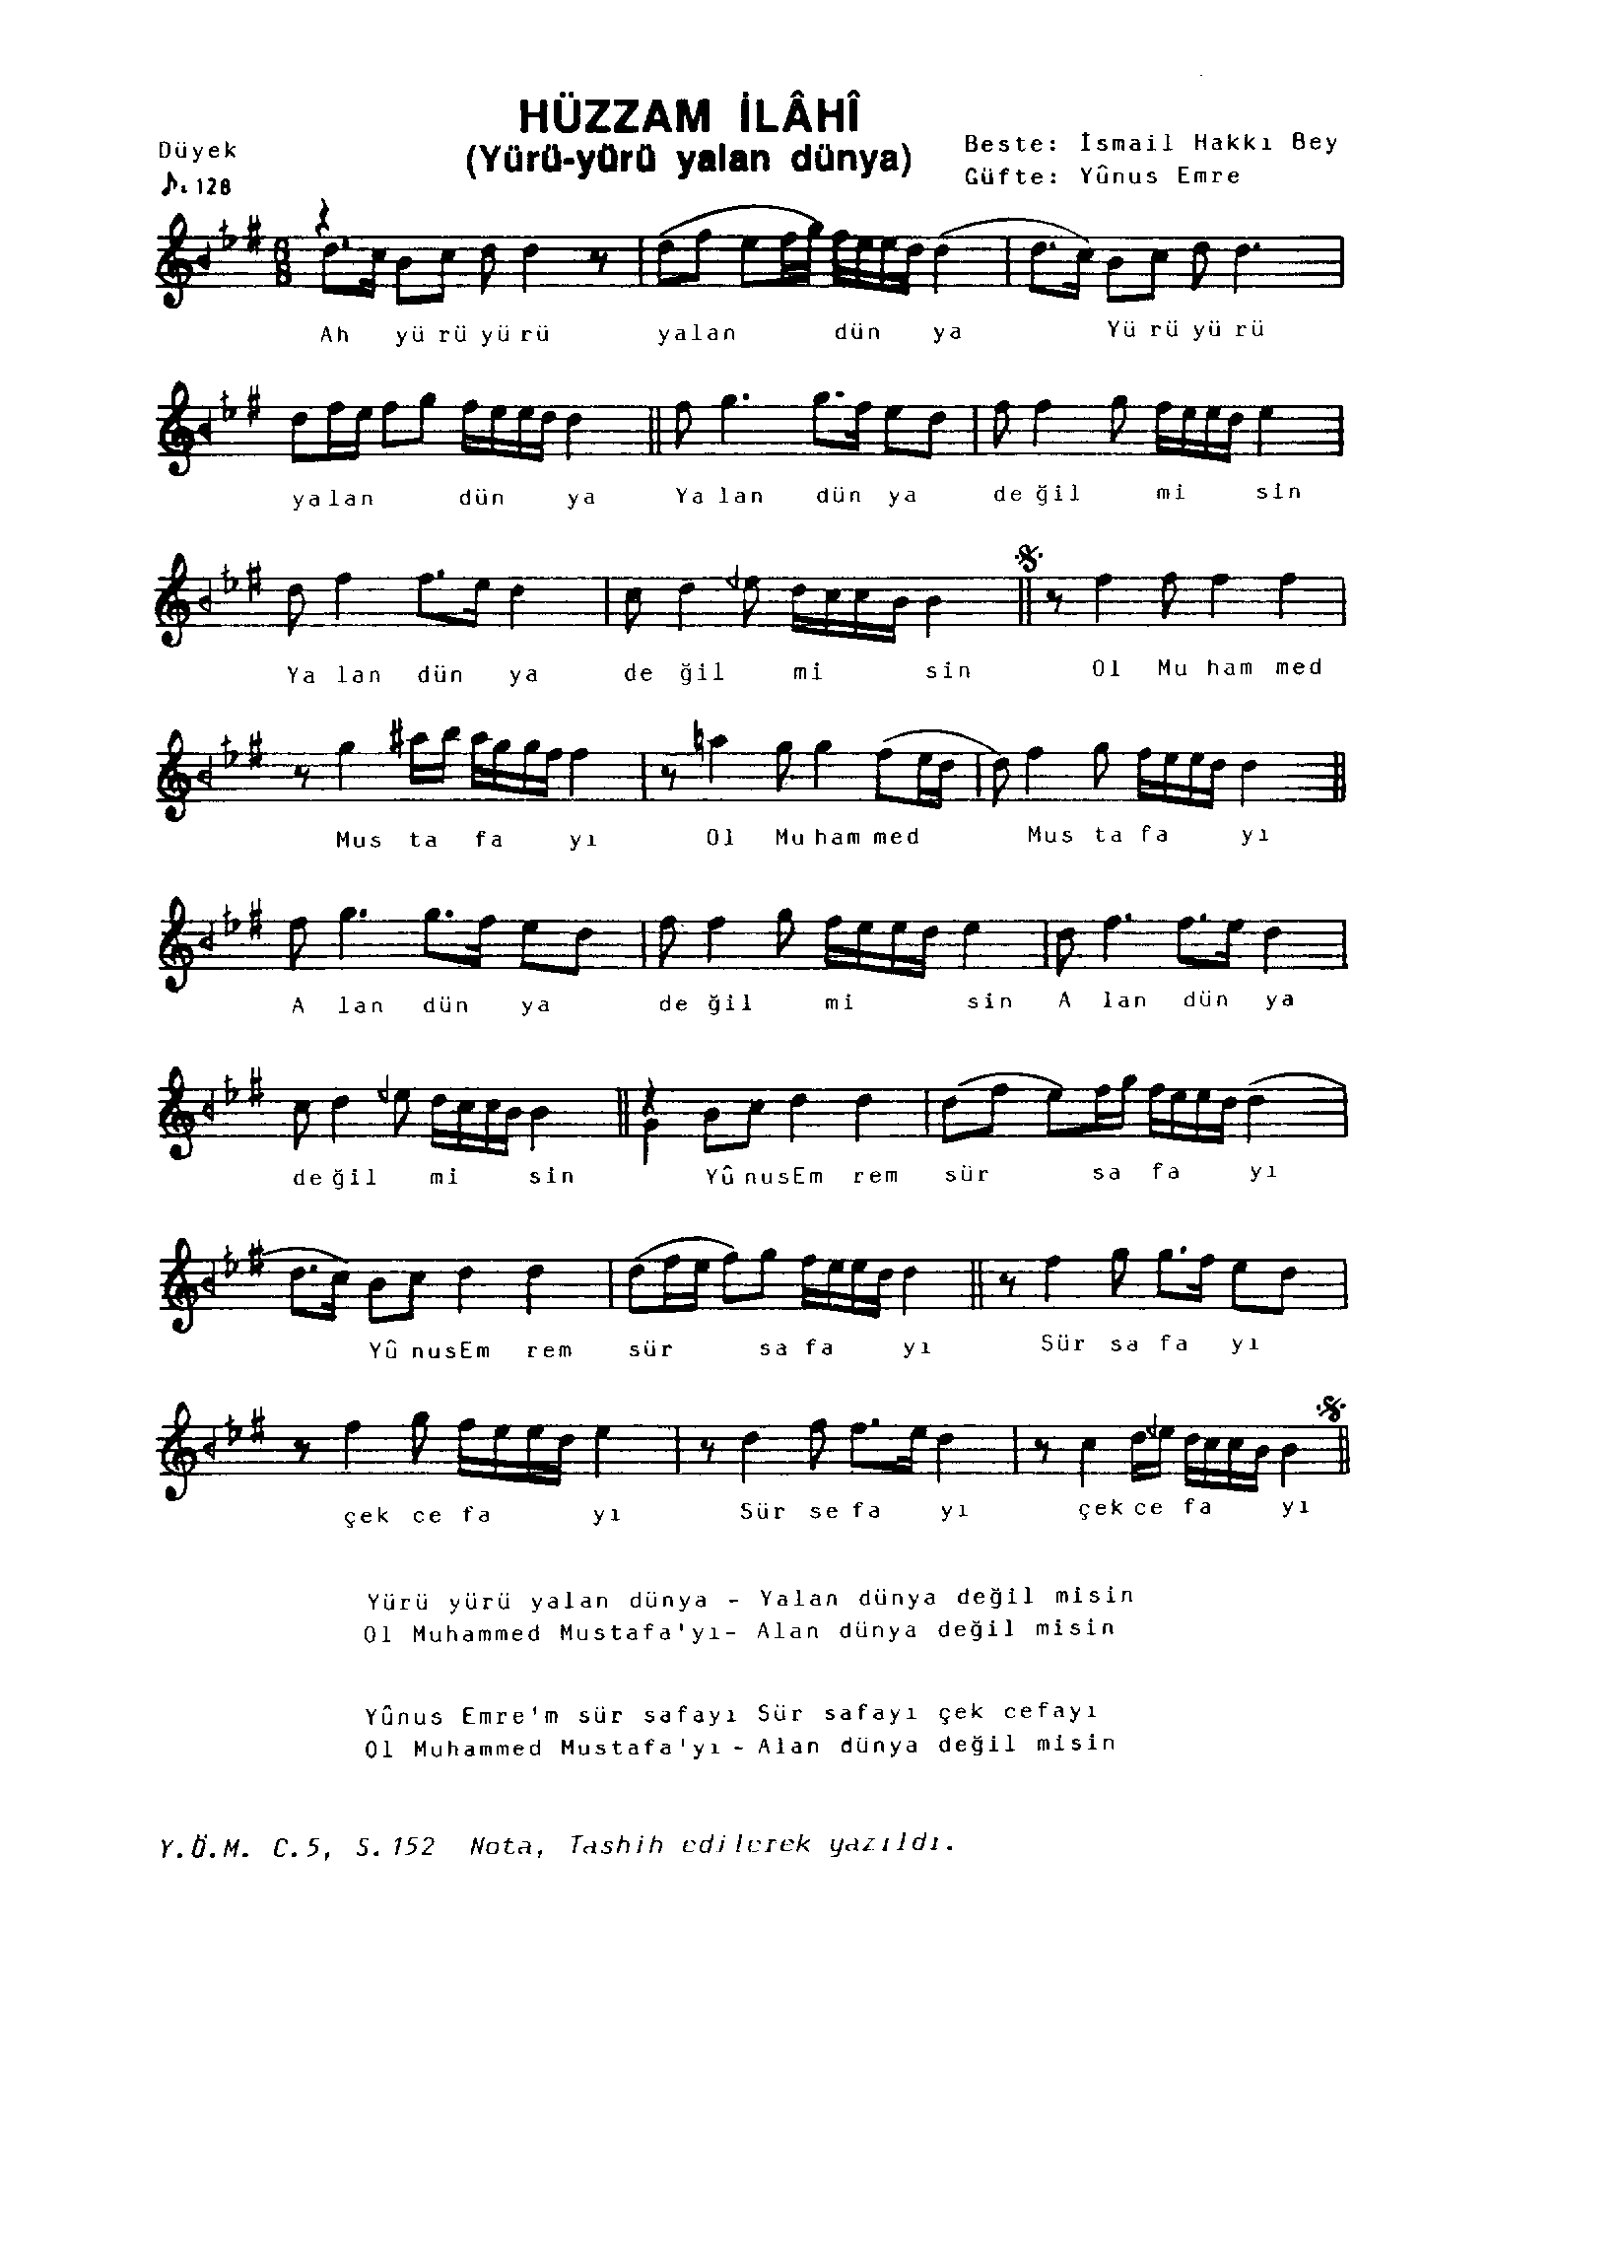 HÜZZAM İLÂHÎ
(Yürü-yürü yalan dünya)
Düyek
♪. 128
Beste: İsmail Hakkı Bey
Güfte: Yûnus Emre
8
8
Ah yü rü yü rü yalan dün ya Yü rü yü rü
yalan dün ya Ya lan dün ya de ğil mi sin
Ya lan dün ya de ğil mi sin Ol Mu ham med
Mus ta fa yı Ol Mu ham med Mus ta fa yı
A lan dün ya de ğil mi sin A lan dün ya
de ğil mi sin Yû nusEm rem sür sa fa yı
Yû nusEm rem sür sa fa yı Sür sa fa yı
çek ce fa yı Sür se fa yı çek ce fa yı
Yürü yürü yalan dünya - Yalan dünya değil misin
Ol Muhammed Mustafa'yı- Alan dünya değil misin
Yûnus Emre'm sür safayı Sür safayı çek cefayı
Ol Muhammed Mustafa'yı - Alan dünya değil misin
Y.Ö.M. C.5, S.152 Nota, Tashih edilerek yazıldı.